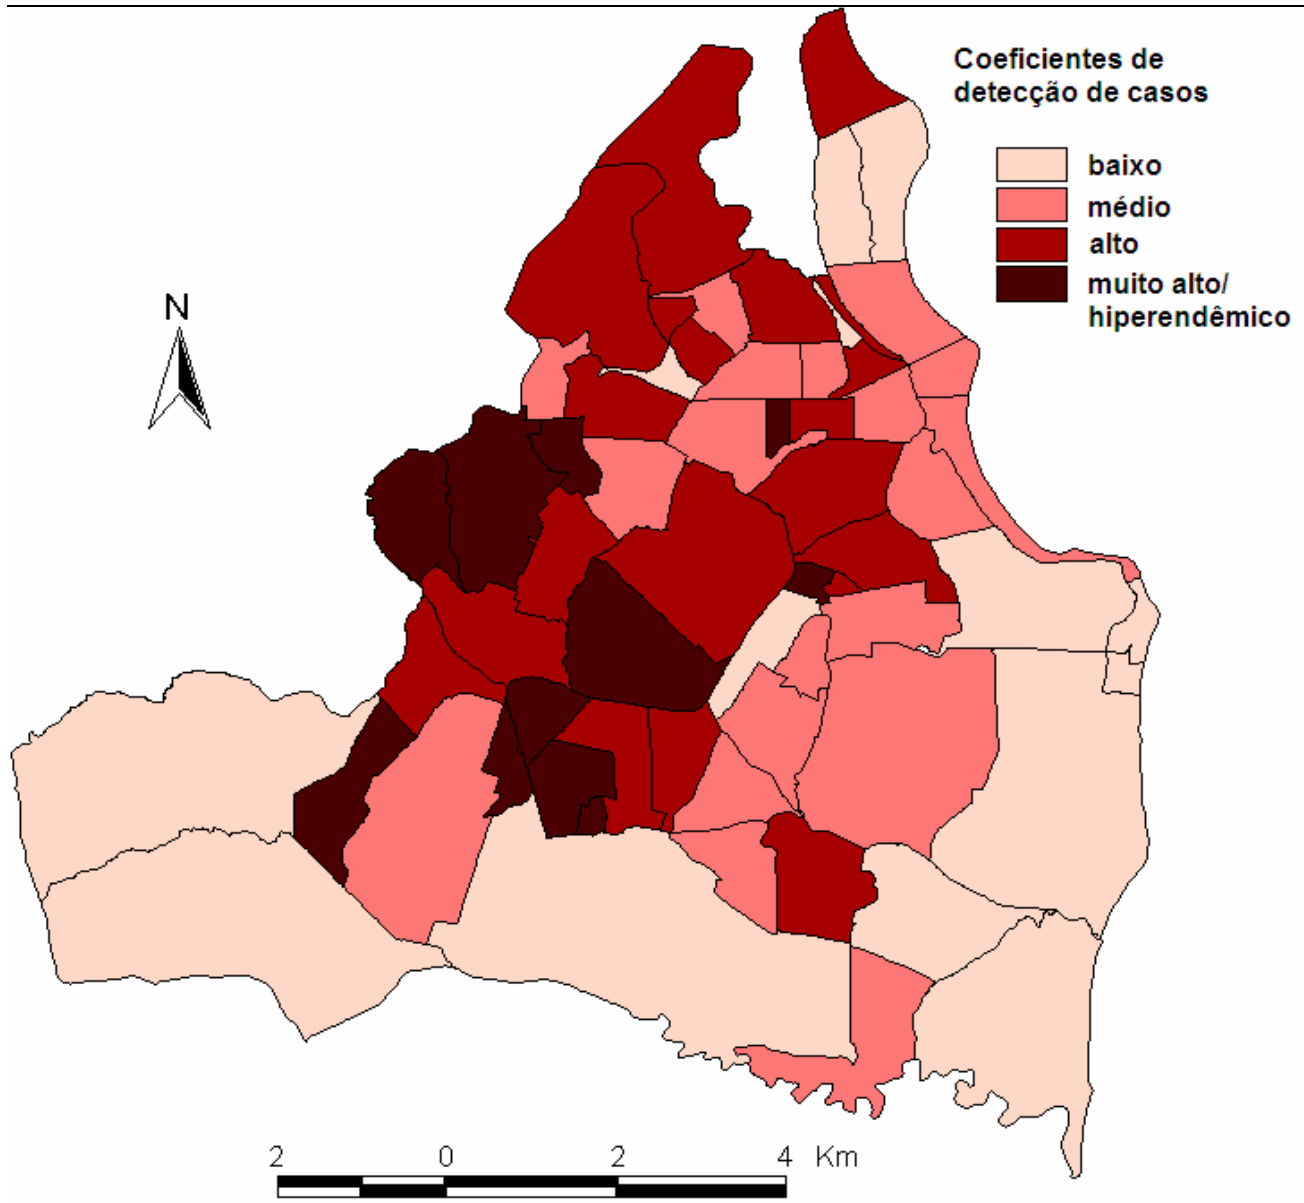 Coeficientes de
detecção de casos
baixo
médio
alto
muito alto/
hiperendêmico
N
2 0 2 4 Km